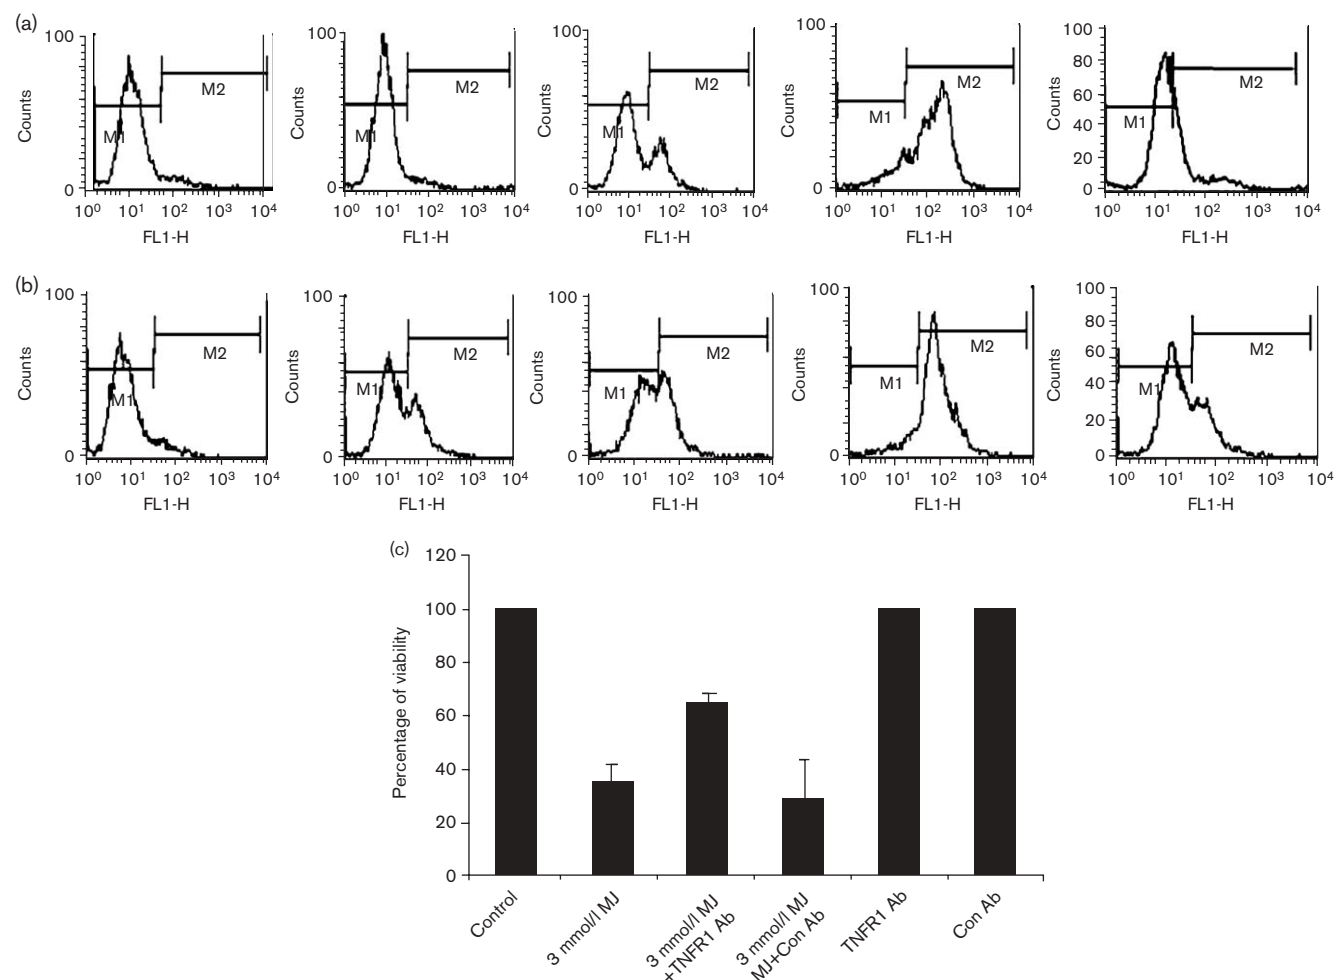 (a)
100
Counts
0
M1
M2
10⁰ 10¹ 10² 10³ 10⁴
FL1-H
100
Counts
0
M1
M2
10⁰ 10¹ 10² 10³ 10⁴
FL1-H
100
Counts
0
M1
M2
10⁰ 10¹ 10² 10³ 10⁴
FL1-H
100
Counts
0
M1
M2
10⁰ 10¹ 10² 10³ 10⁴
FL1-H
100
80
60
40
20
0
Counts
M1
M2
10⁰ 10¹ 10² 10³ 10⁴
FL1-H
(b)
100
Counts
0
M1
M2
10⁰ 10¹ 10² 10³ 10⁴
FL1-H
100
Counts
0
M1
M2
10⁰ 10¹ 10² 10³ 10⁴
FL1-H
100
Counts
0
M1
M2
10⁰ 10¹ 10² 10³ 10⁴
FL1-H
100
Counts
0
M1
M2
10⁰ 10¹ 10² 10³ 10⁴
FL1-H
100
80
60
40
20
0
Counts
M1
M2
10⁰ 10¹ 10² 10³ 10⁴
FL1-H
(c)
120
100
80
60
40
20
0
Percentage of viability
Control
3 mmol/l MJ
3 mmol/l MJ
+TNFR1 Ab
3 mmol/l
MJ+Con Ab
TNFR1 Ab
Con Ab